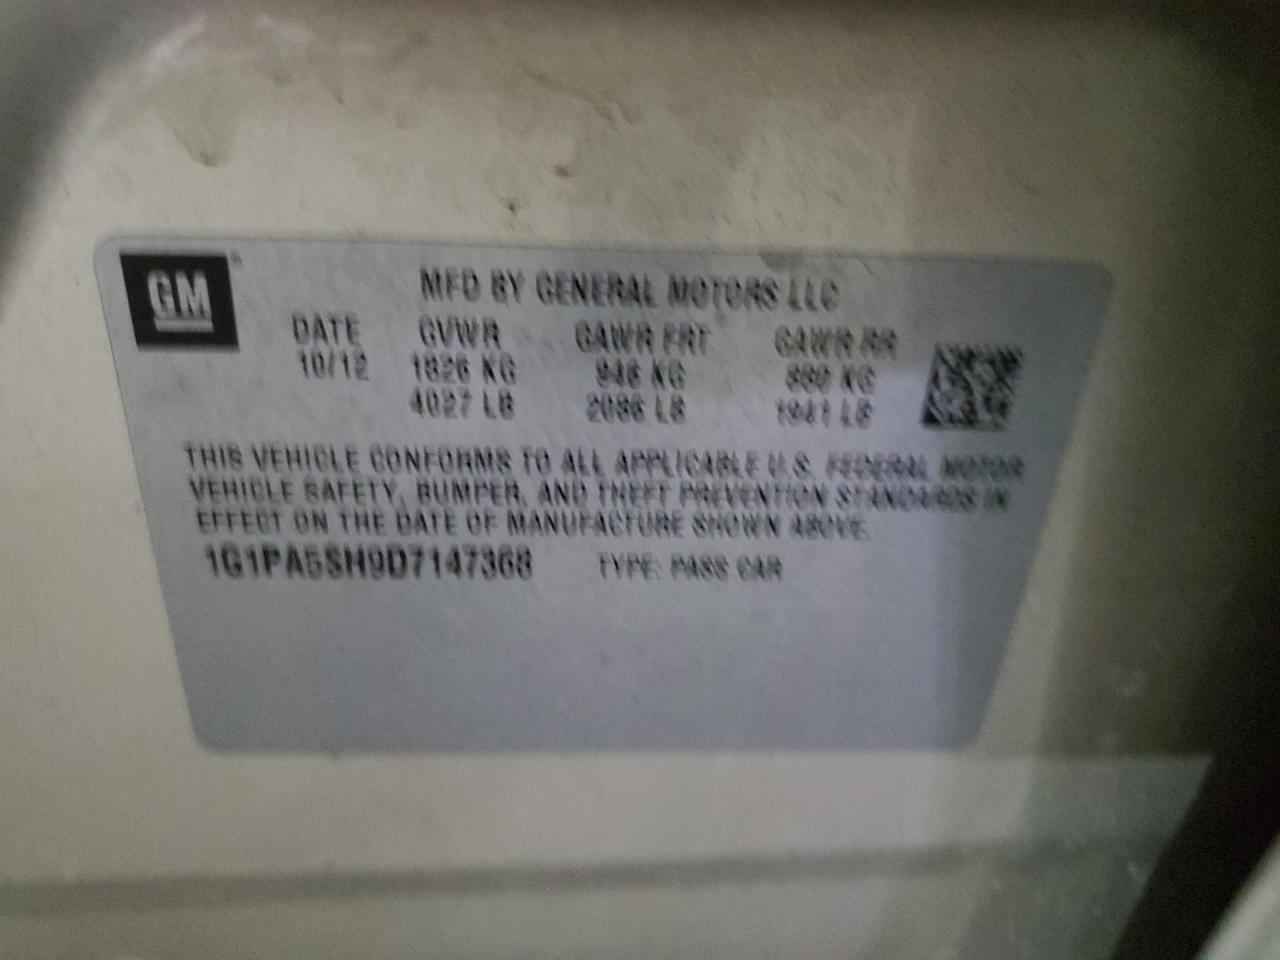 GM
MFD BY GENERAL MOTORS LLC
DATE GVWR GAWR FRT GAWR RR
10/12 1826 KG 946 KG 880 KG
4027 LB 2086 LB 1941 LB
THIS VEHICLE CONFORMS TO ALL APPLICABLE U.S. FEDERAL MOTOR
VEHICLE SAFETY, BUMPER, AND THEFT PREVENTION STANDARDS IN
EFFECT ON THE DATE OF MANUFACTURE SHOWN ABOVE.
1G1PA5SH9D7147368 TYPE: PASS CAR